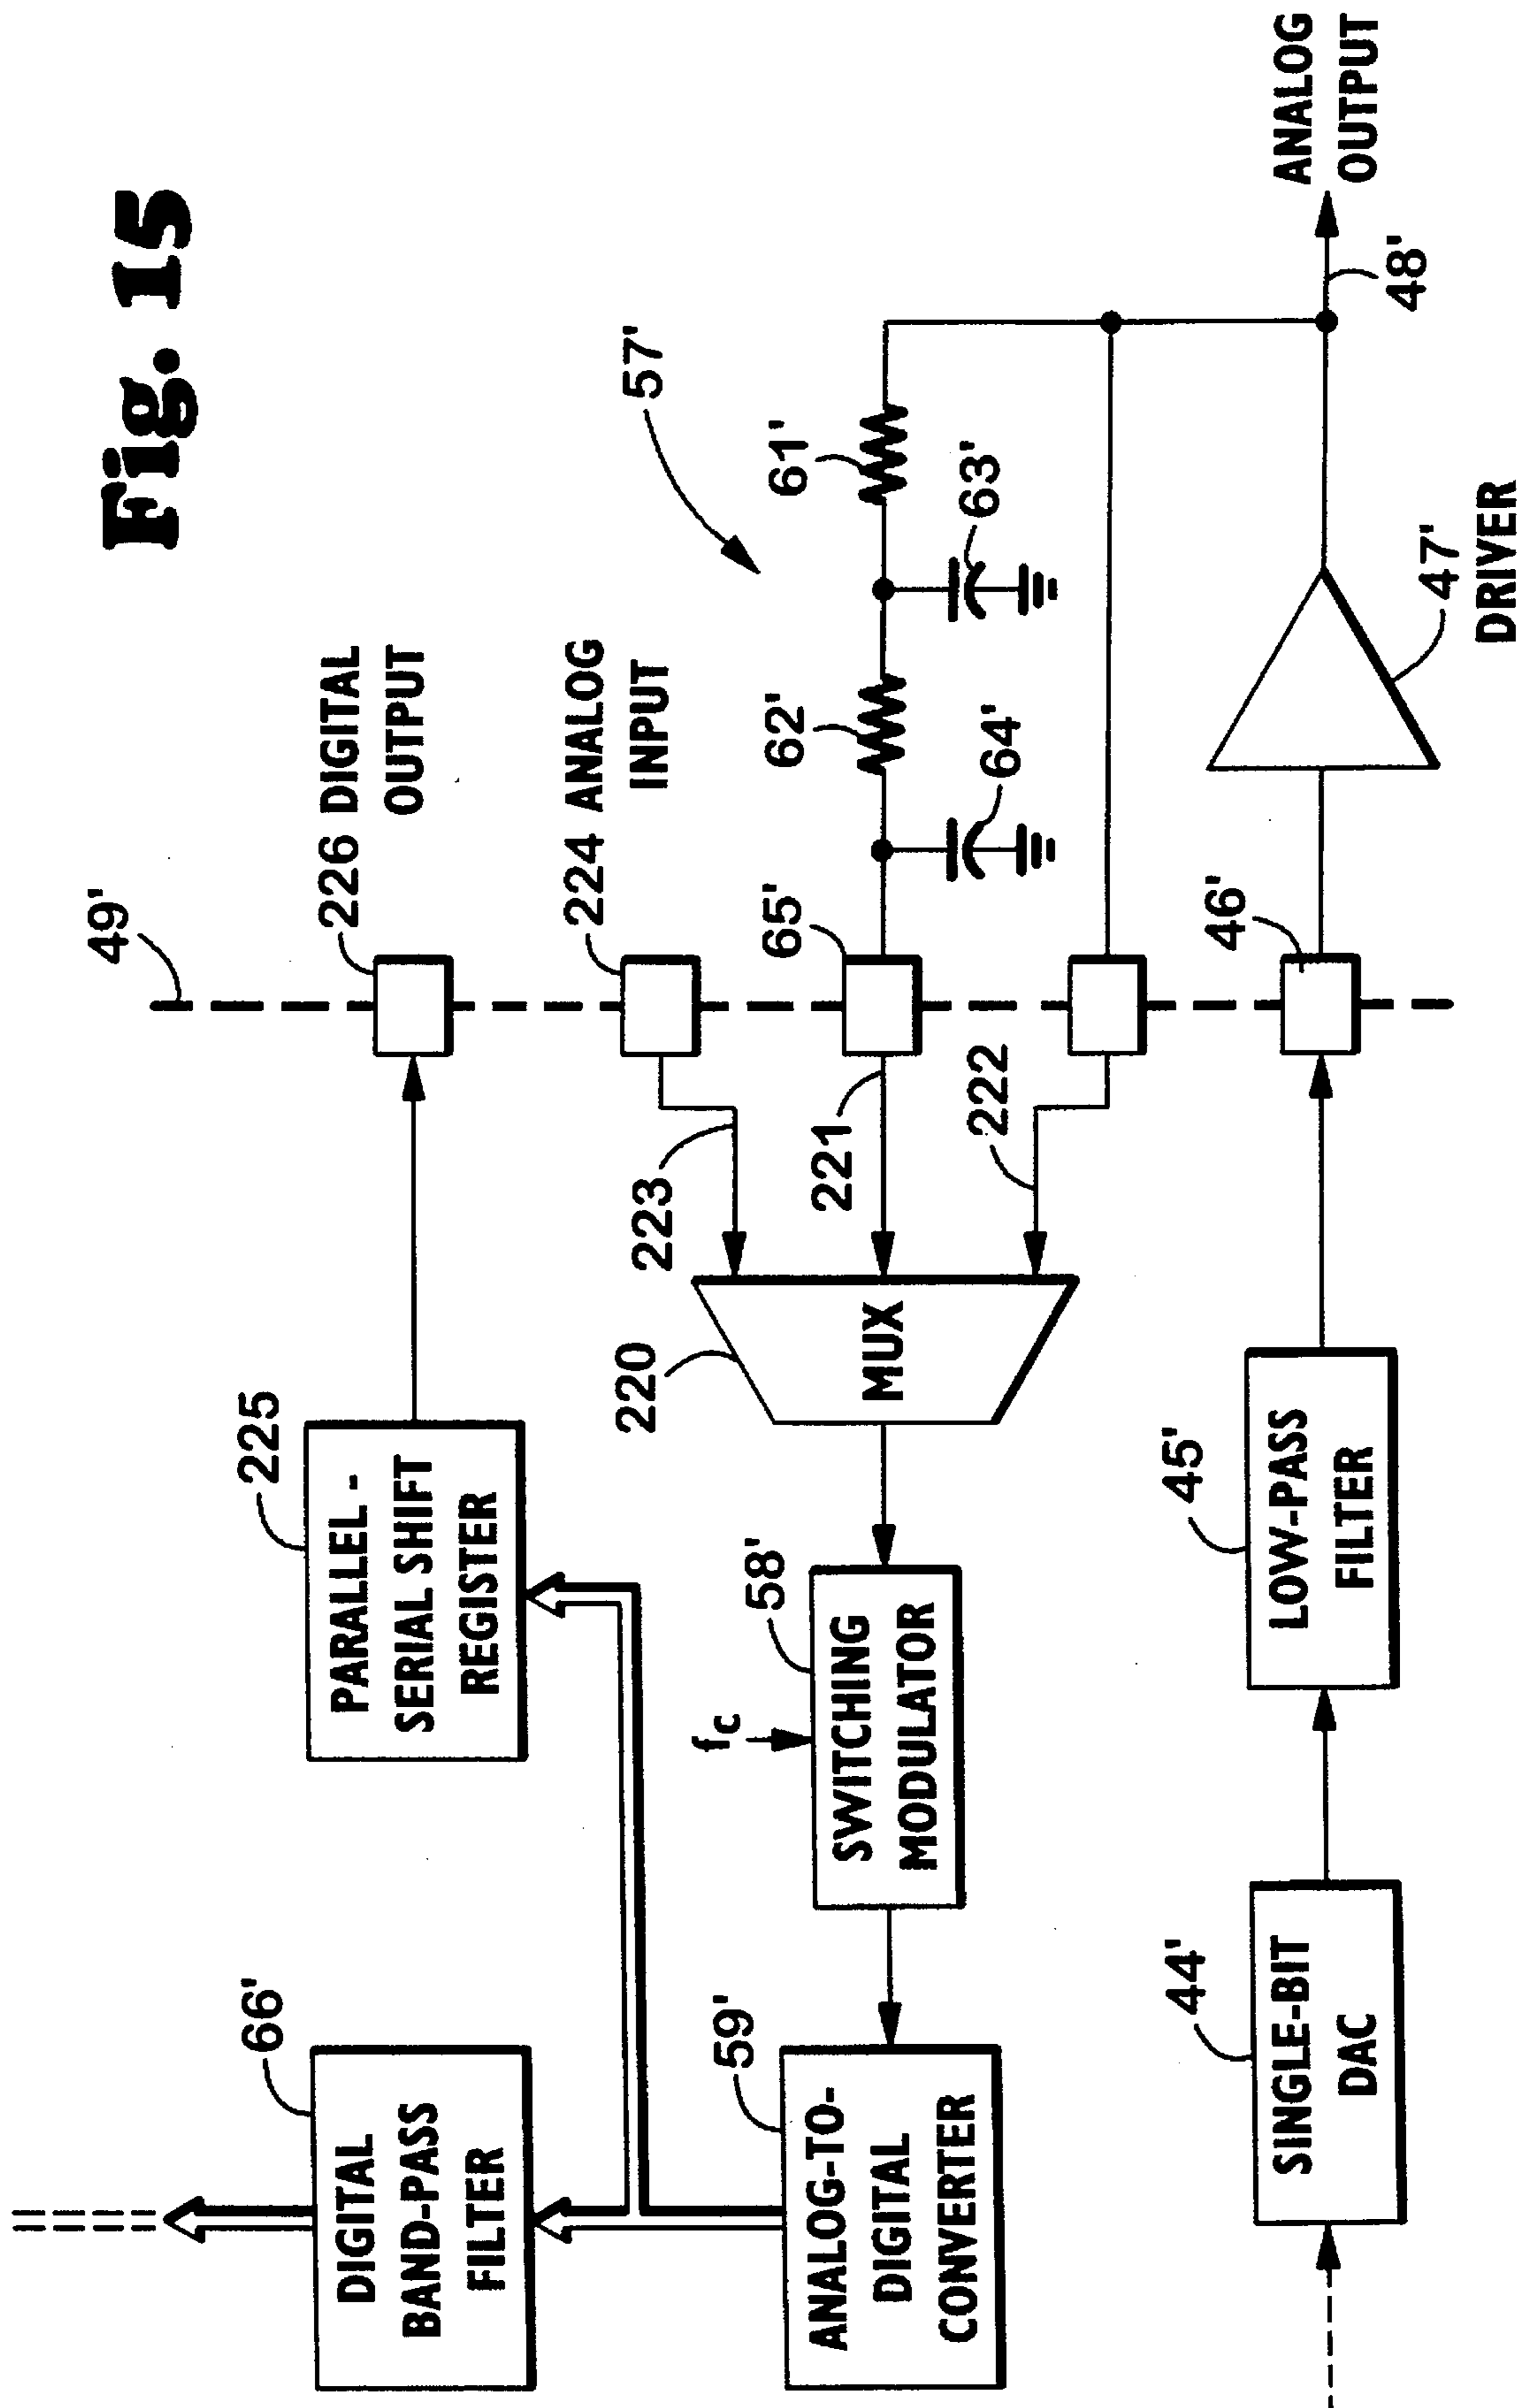 Fig. 15
49'
226 DIGITAL
OUTPUT
224 ANALOG
INPUT
57'
61'
63'
62'
64'
65'
ANALOG
OUTPUT
48'
47'
DRIVER
46'
223
221
222
220
MUX
225
PARALLEL -
SERIAL SHIFT
REGISTER
58'
fc
SWITCHING
MODULATOR
45'
LOW-PASS
FILTER
66'
DIGITAL
BAND-PASS
FILTER
59'
ANALOG-TO-
DIGITAL
CONVERTER
44'
SINGLE-BIT
DAC